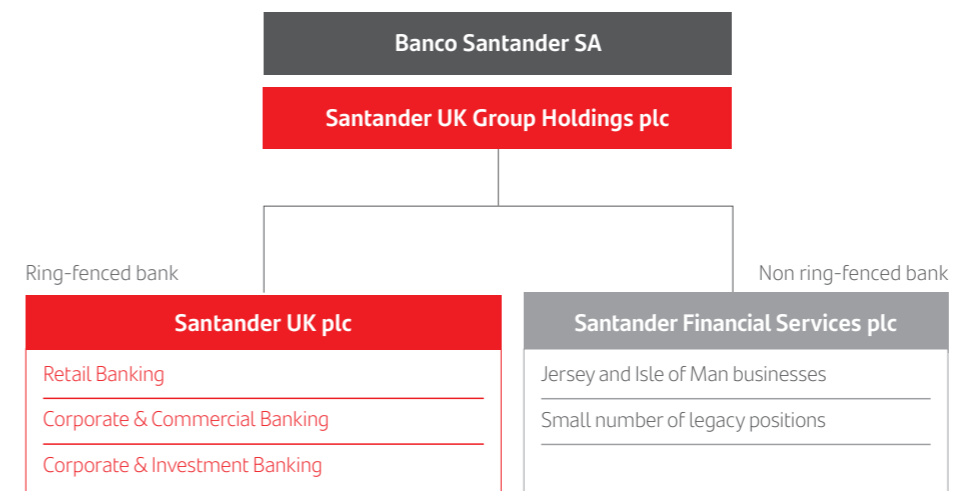 Banco Santander SA
Santander UK Group Holdings plc
Ring-fenced bank
Non ring-fenced bank
Santander UK plc
Retail Banking
Corporate & Commercial Banking
Corporate & Investment Banking
Santander Financial Services plc
Jersey and Isle of Man businesses
Small number of legacy positions